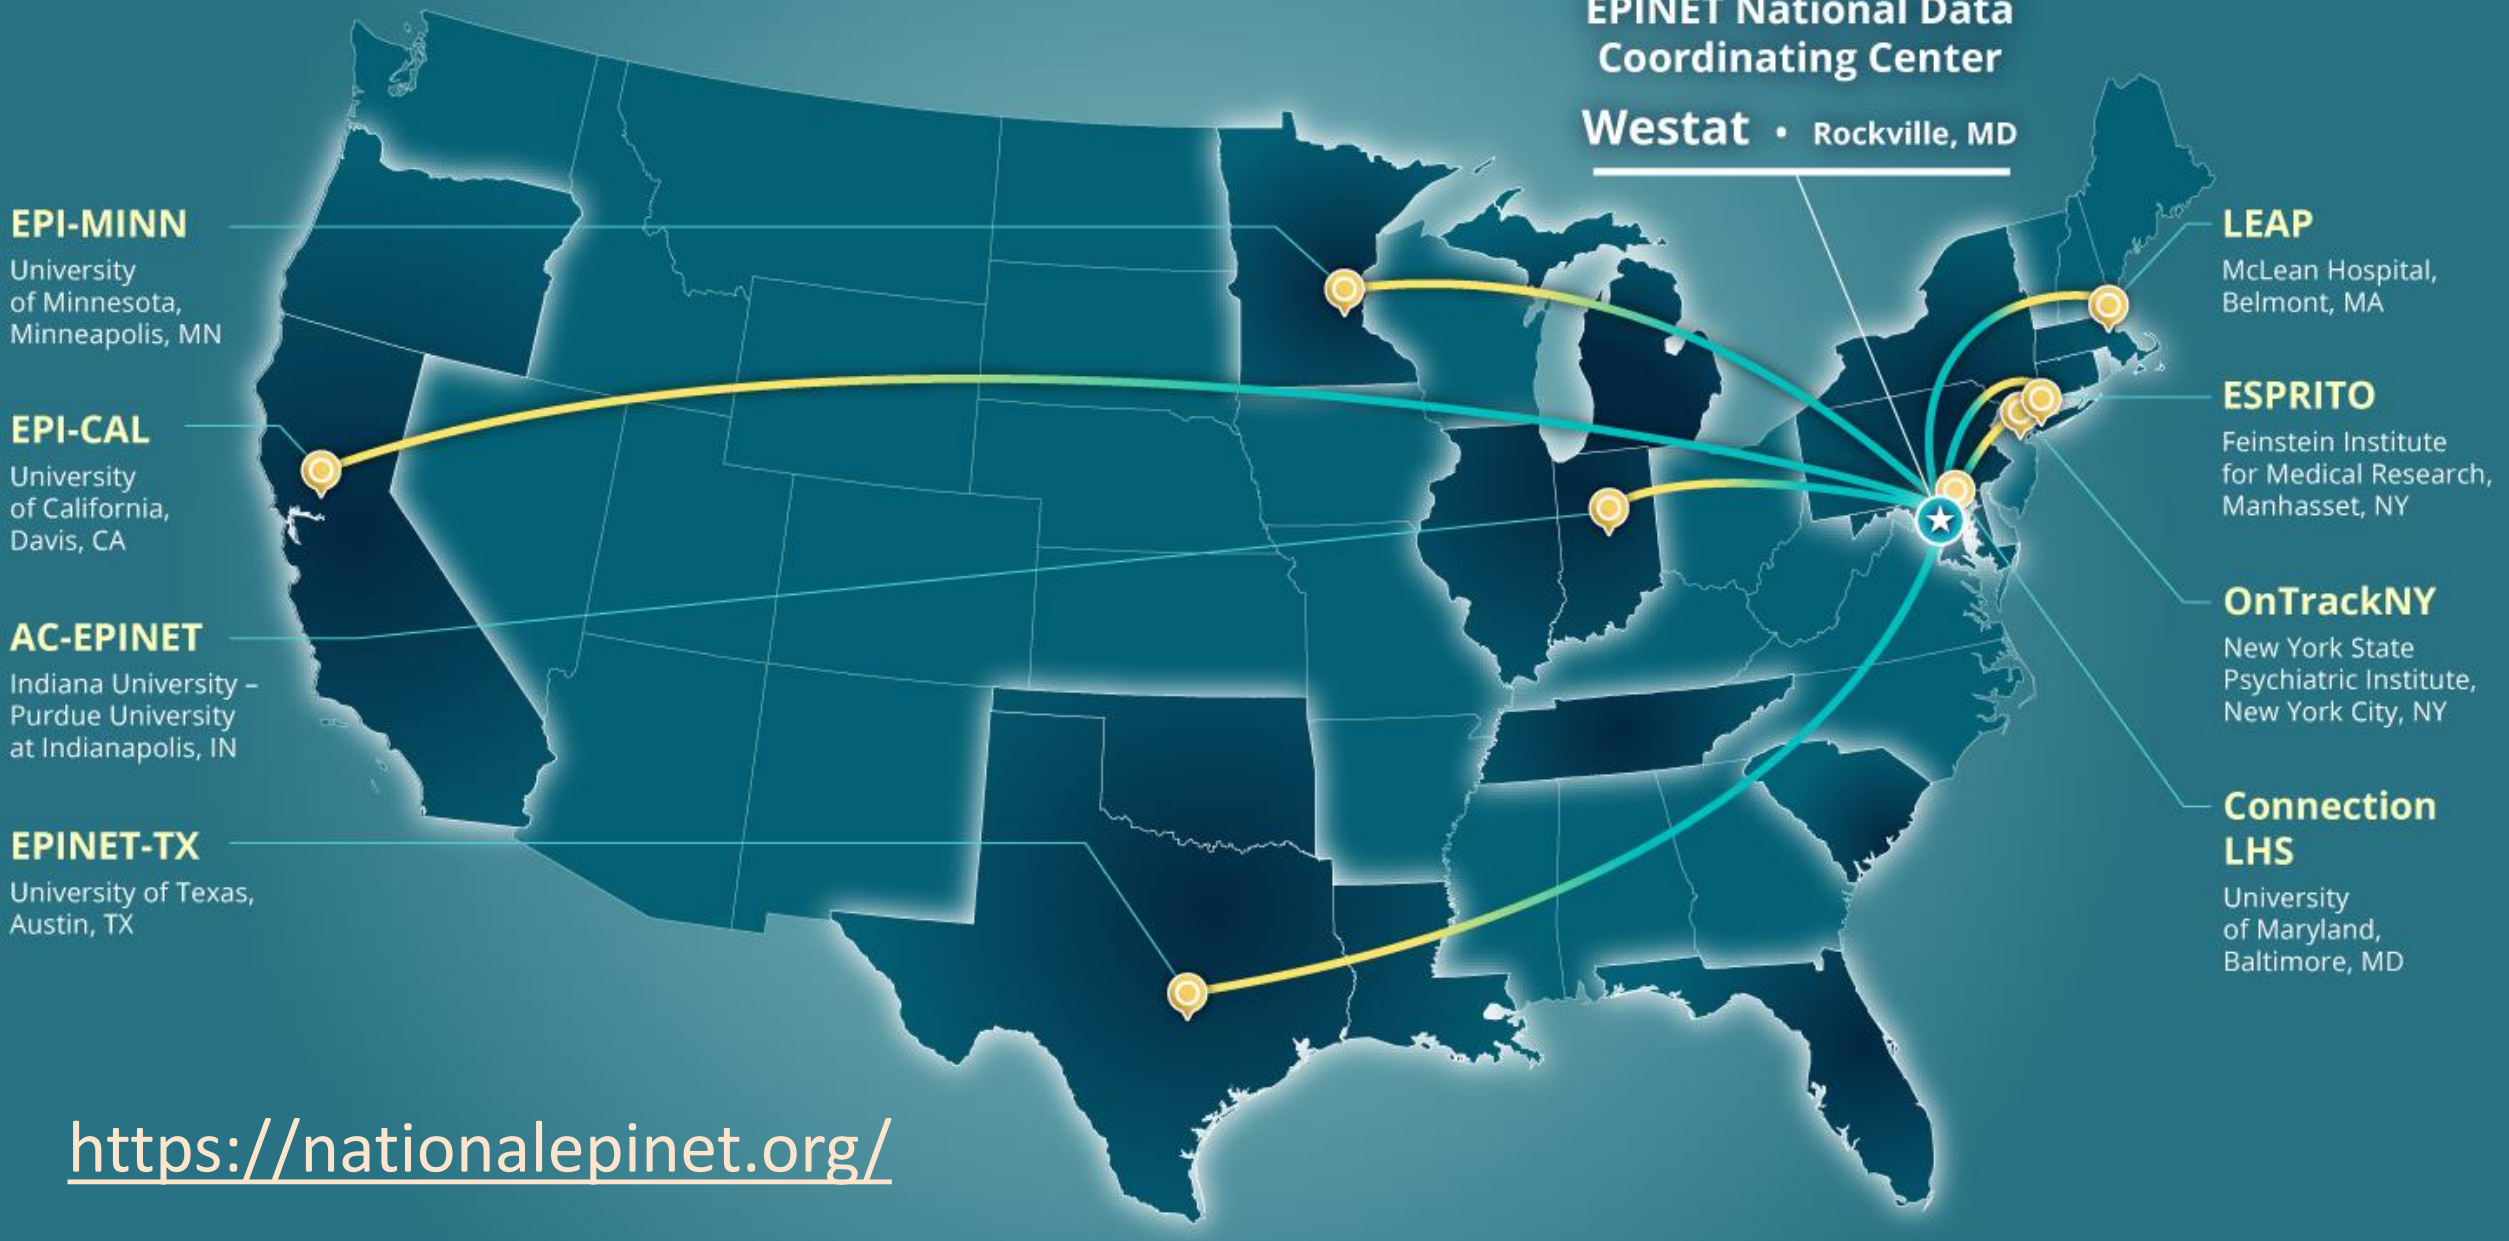 EPINET National Data
Coordinating Center
Westat • Rockville, MD
EPI-MINN
University
of Minnesota,
Minneapolis, MN
EPI-CAL
University
of California,
Davis, CA
AC-EPINET
Indiana University –
Purdue University
at Indianapolis, IN
EPINET-TX
University of Texas,
Austin, TX
LEAP
McLean Hospital,
Belmont, MA
ESPRITO
Feinstein Institute
for Medical Research,
Manhasset, NY
OnTrackNY
New York State
Psychiatric Institute,
New York City, NY
Connection
LHS
University
of Maryland,
Baltimore, MD
https://nationalepinet.org/